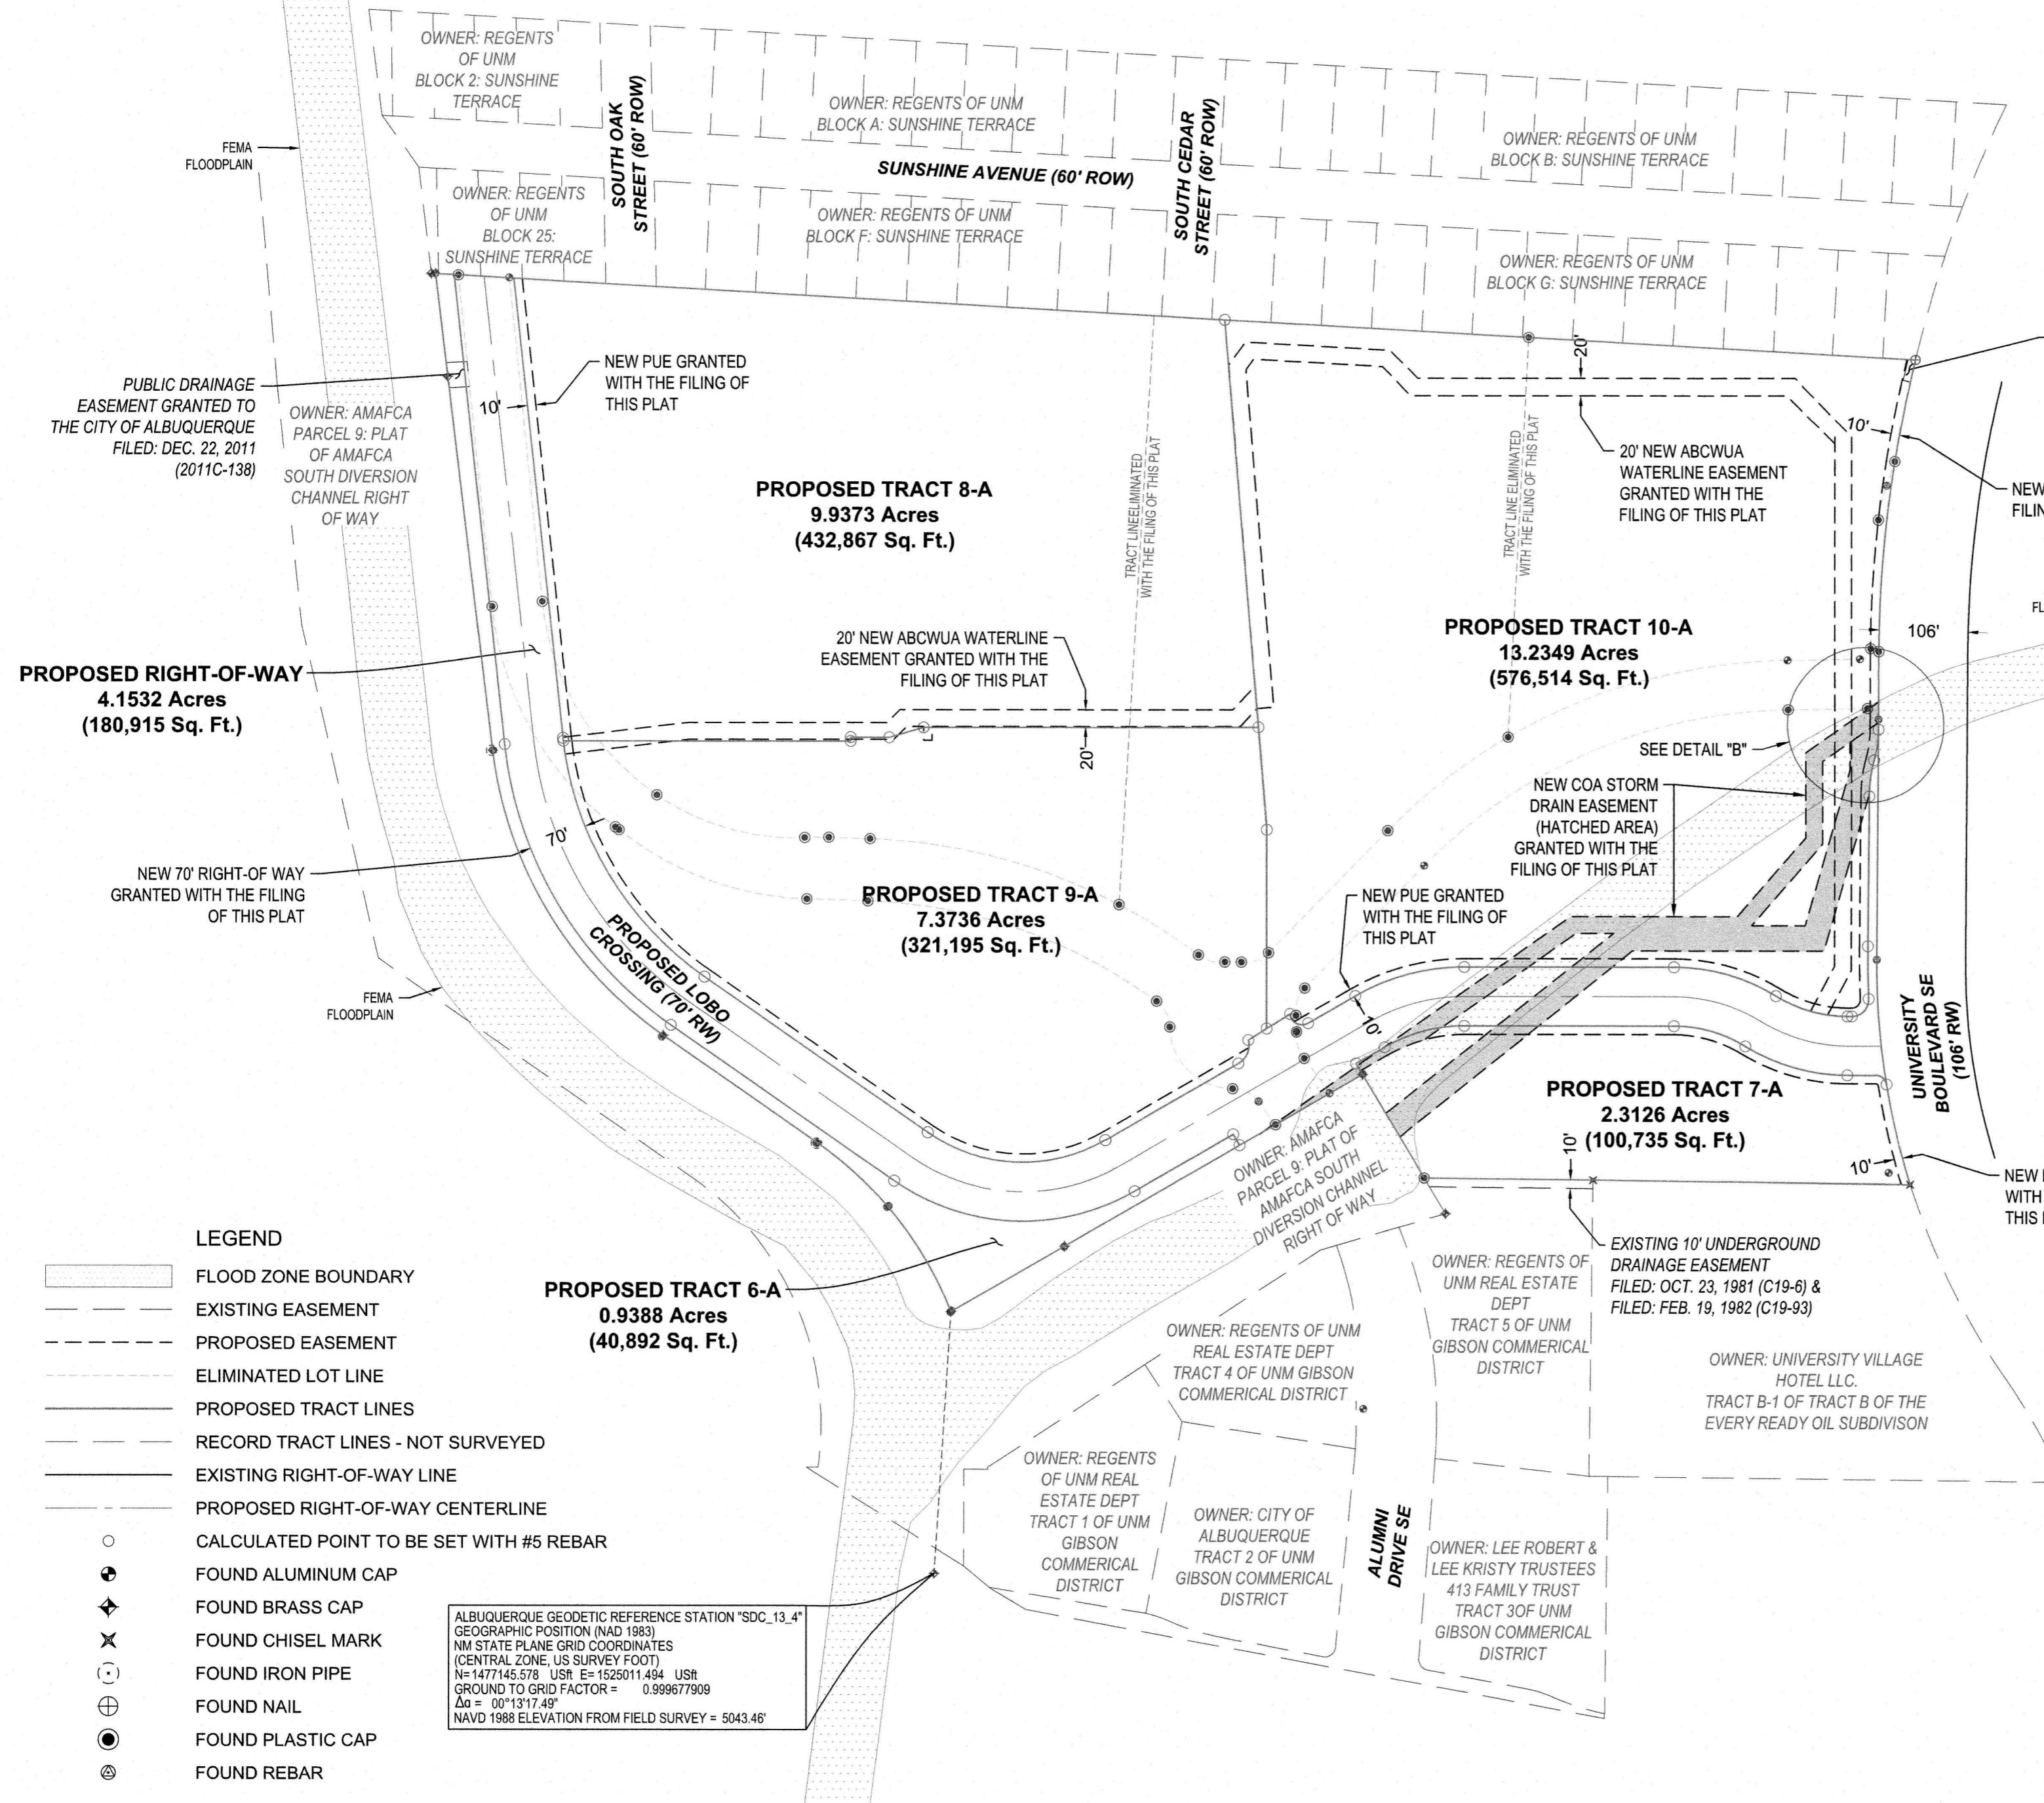 OWNER: REGENTS
OF UNM
BLOCK 2: SUNSHINE
TERRACE
SOUTH OAK
STREET (60' ROW)
OWNER: REGENTS OF UNM
BLOCK A: SUNSHINE TERRACE
SOUTH CEDAR
STREET (60' ROW)
OWNER: REGENTS OF UNM
BLOCK B: SUNSHINE TERRACE
FEMA
FLOODPLAIN
SUNSHINE AVENUE (60' ROW)
OWNER: REGENTS
OF UNM
BLOCK 25:
SUNSHINE TERRACE
OWNER: REGENTS OF UNM
BLOCK F: SUNSHINE TERRACE
OWNER: REGENTS OF UNM
BLOCK G: SUNSHINE TERRACE
PUBLIC DRAINAGE
EASEMENT GRANTED TO
THE CITY OF ALBUQUERQUE
FILED: DEC. 22, 2011
(2011C-138)
OWNER: AMAFCA
PARCEL 9: PLAT
OF AMAFCA
SOUTH DIVERSION
CHANNEL RIGHT
OF WAY
10'
NEW PUE GRANTED
WITH THE FILING OF
THIS PLAT
20'
10'
20' NEW ABCWUA
WATERLINE EASEMENT
GRANTED WITH THE
FILING OF THIS PLAT
NEW
FILIN
PROPOSED TRACT 8-A
9.9373 Acres
(432,867 Sq. Ft.)
TRACT LINEELIMINATED
WITH THE FILING OF THIS PLAT
TRACT LINE ELIMINATED
WITH THE FILING OF THIS PLAT
FL
PROPOSED TRACT 10-A
13.2349 Acres
(576,514 Sq. Ft.)
106'
20' NEW ABCWUA WATERLINE
EASEMENT GRANTED WITH THE
FILING OF THIS PLAT
20'
PROPOSED RIGHT-OF-WAY
4.1532 Acres
(180,915 Sq. Ft.)
SEE DETAIL "B"
NEW COA STORM
DRAIN EASEMENT
(HATCHED AREA)
GRANTED WITH THE
FILING OF THIS PLAT
70'
NEW 70' RIGHT-OF WAY
GRANTED WITH THE FILING
OF THIS PLAT
PROPOSED TRACT 9-A
7.3736 Acres
(321,195 Sq. Ft.)
NEW PUE GRANTED
WITH THE FILING OF
THIS PLAT
PROPOSED LOBO
CROSSING (70' RW)
FEMA
FLOODPLAIN
10'
UNIVERSITY
BOULEVARD SE
(106' RW)
PROPOSED TRACT 7-A
2.3126 Acres
(100,735 Sq. Ft.)
10'
10'
NEW
WITH
THIS
OWNER: AMAFCA
PARCEL 9: PLAT OF
AMAFCA SOUTH
DIVERSION CHANNEL
RIGHT OF WAY
EXISTING 10' UNDERGROUND
DRAINAGE EASEMENT
FILED: OCT. 23, 1981 (C19-6) &
FILED: FEB. 19, 1982 (C19-93)
PROPOSED TRACT 6-A
0.9388 Acres
(40,892 Sq. Ft.)
OWNER: REGENTS OF
UNM REAL ESTATE
DEPT
TRACT 5 OF UNM
GIBSON COMMERICAL
DISTRICT
OWNER: REGENTS OF UNM
REAL ESTATE DEPT
TRACT 4 OF UNM GIBSON
COMMERICAL DISTRICT
OWNER: UNIVERSITY VILLAGE
HOTEL LLC.
TRACT B-1 OF TRACT B OF THE
EVERY READY OIL SUBDIVISON
OWNER: REGENTS
OF UNM REAL
ESTATE DEPT
TRACT 1 OF UNM
GIBSON
COMMERICAL
DISTRICT
OWNER: CITY OF
ALBUQUERQUE
TRACT 2 OF UNM
GIBSON COMMERICAL
DISTRICT
ALUMNI
DRIVE SE
OWNER: LEE ROBERT &
LEE KRISTY TRUSTEES
413 FAMILY TRUST
TRACT 3OF UNM
GIBSON COMMERICAL
DISTRICT
LEGEND
FLOOD ZONE BOUNDARY
EXISTING EASEMENT
PROPOSED EASEMENT
ELIMINATED LOT LINE
PROPOSED TRACT LINES
RECORD TRACT LINES - NOT SURVEYED
EXISTING RIGHT-OF-WAY LINE
PROPOSED RIGHT-OF-WAY CENTERLINE
CALCULATED POINT TO BE SET WITH #5 REBAR
FOUND ALUMINUM CAP
FOUND BRASS CAP
FOUND CHISEL MARK
FOUND IRON PIPE
FOUND NAIL
FOUND PLASTIC CAP
FOUND REBAR
ALBUQUERQUE GEODETIC REFERENCE STATION "SDC_13_4"
GEOGRAPHIC POSITION (NAD 1983)
NM STATE PLANE GRID COORDINATES
(CENTRAL ZONE, US SURVEY FOOT)
N=1477145.578 USft E=1525011.494 USft
GROUND TO GRID FACTOR = 0.999677909
Δα = 00°13'17.49"
NAVD 1988 ELEVATION FROM FIELD SURVEY = 5043.46'